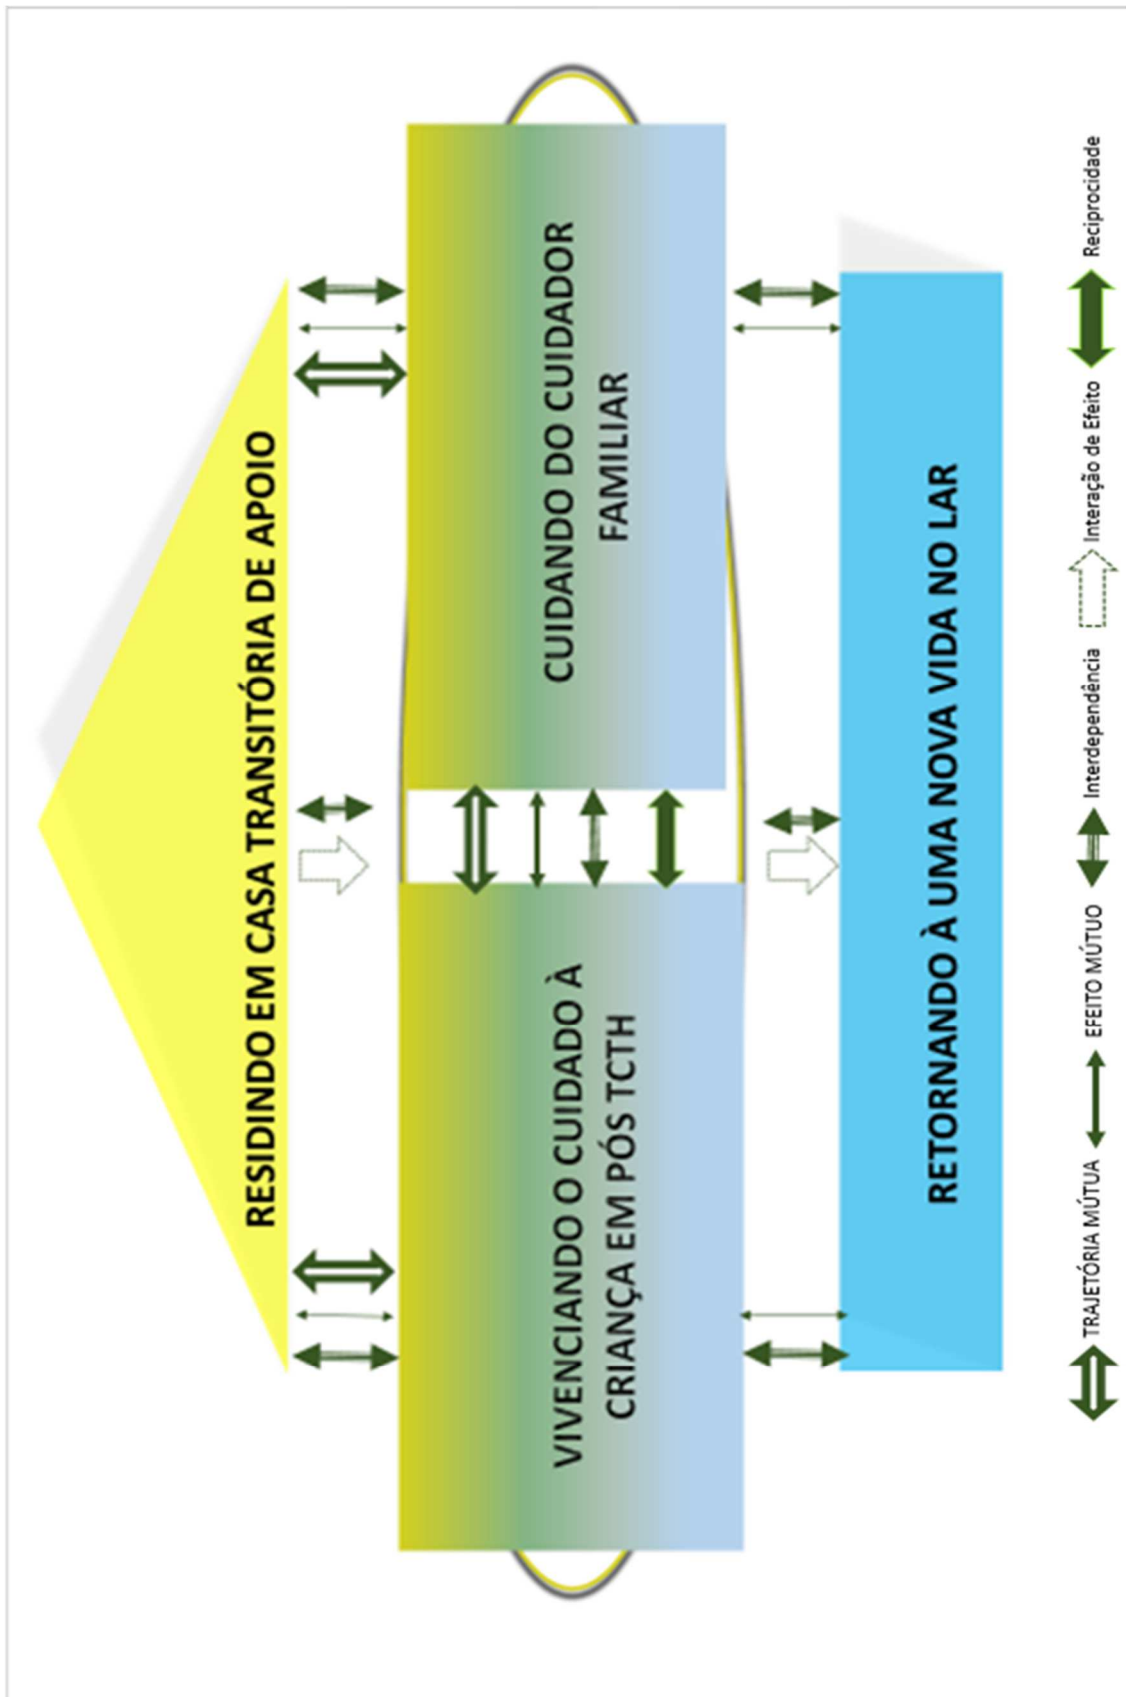 RESIDINDO EM CASA TRANSITÓRIA DE APOIO
VIVENCIANDO O CUIDADO À
CRIANÇA EM PÓS TCTH
CUIDANDO DO CUIDADOR
FAMILIAR
RETORNANDO À UMA NOVA VIDA NO LAR
TRAJETÓRIA MÚTUA
EFEITO MÚTUO
Interdependência
Interação de Efeito
Reciprocidade